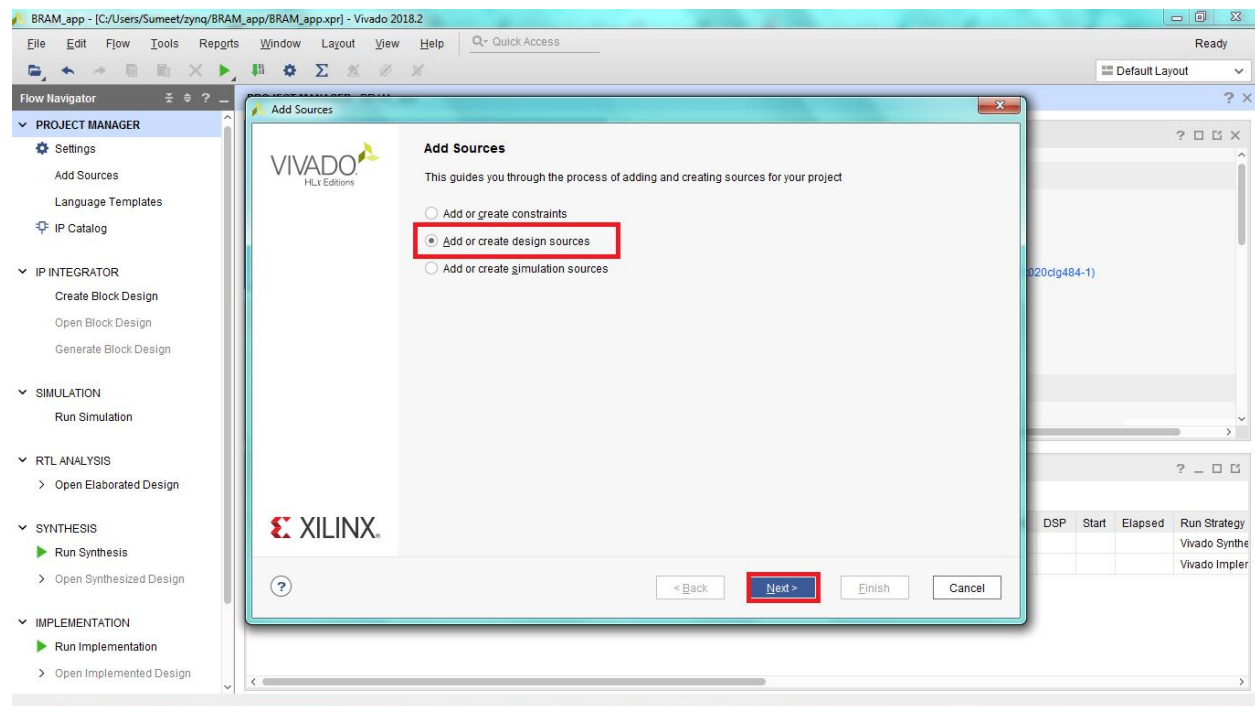 BRAM_app - [C:/Users/Sumeet/zynq/BRAM_app/BRAM_app.xpr] - Vivado 2018.2
File Edit Flow Tools Reports Window Layout View Help Quick Access Ready
Default Layout
Flow Navigator
PROJECT MANAGER
Settings
Add Sources
Language Templates
IP Catalog
IP INTEGRATOR
Create Block Design
Open Block Design
Generate Block Design
SIMULATION
Run Simulation
RTL ANALYSIS
Open Elaborated Design
SYNTHESIS
Run Synthesis
Open Synthesized Design
IMPLEMENTATION
Run Implementation
Open Implemented Design
Add Sources
VIVADO
HLx Editions
Add Sources
This guides you through the process of adding and creating sources for your project
Add or create constraints
Add or create design sources
Add or create simulation sources
XILINX
? < Back Next > Finish Cancel
020clg484-1)
DSP Start Elapsed Run Strategy
Vivado Synthe
Vivado Impler